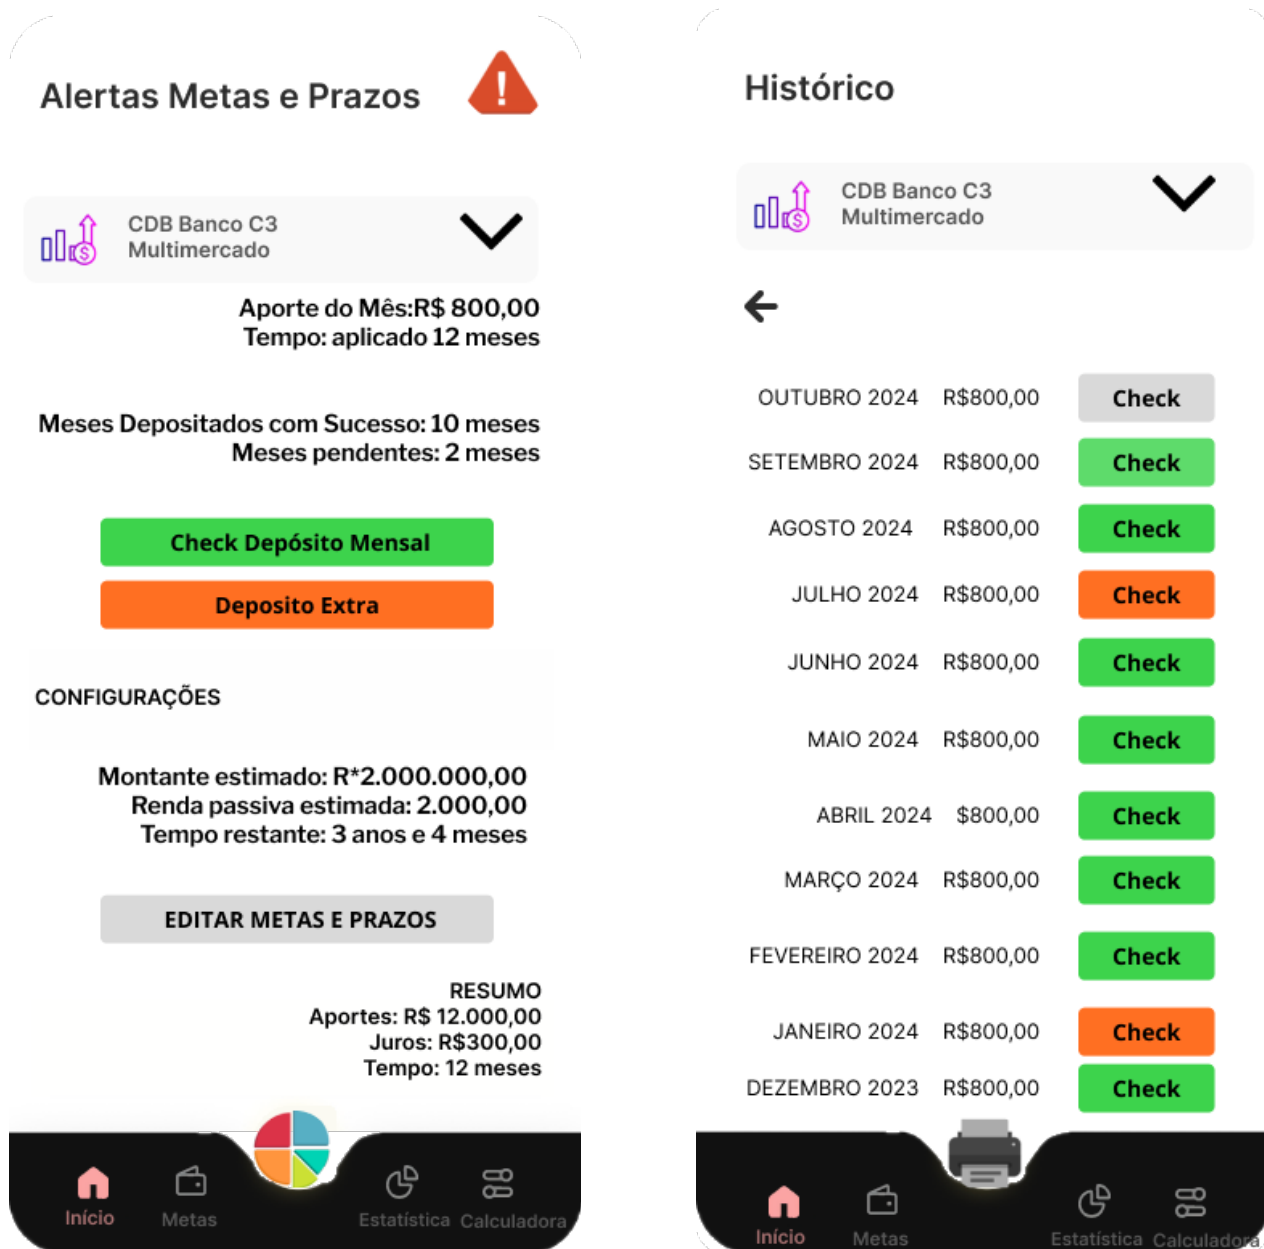 Alertas Metas e Prazos
!
CDB Banco C3
Multimercado
$
Aporte do Mês:R$ 800,00
Tempo: aplicado 12 meses
Meses Depositados com Sucesso: 10 meses
Meses pendentes: 2 meses
Check Depósito Mensal
Deposito Extra
CONFIGURAÇÕES
Montante estimado: R*2.000.000,00
Renda passiva estimada: 2.000,00
Tempo restante: 3 anos e 4 meses
EDITAR METAS E PRAZOS
RESUMO
Aportes: R$ 12.000,00
Juros: R$300,00
Tempo: 12 meses
Início Metas Estatística Calculadora
Histórico
CDB Banco C3
Multimercado
$
OUTUBRO 2024 R$800,00 Check
SETEMBRO 2024 R$800,00 Check
AGOSTO 2024 R$800,00 Check
JULHO 2024 R$800,00 Check
JUNHO 2024 R$800,00 Check
MAIO 2024 R$800,00 Check
ABRIL 2024 $800,00 Check
MARÇO 2024 R$800,00 Check
FEVEREIRO 2024 R$800,00 Check
JANEIRO 2024 R$800,00 Check
DEZEMBRO 2023 R$800,00 Check
Início Metas Estatística Calculadora